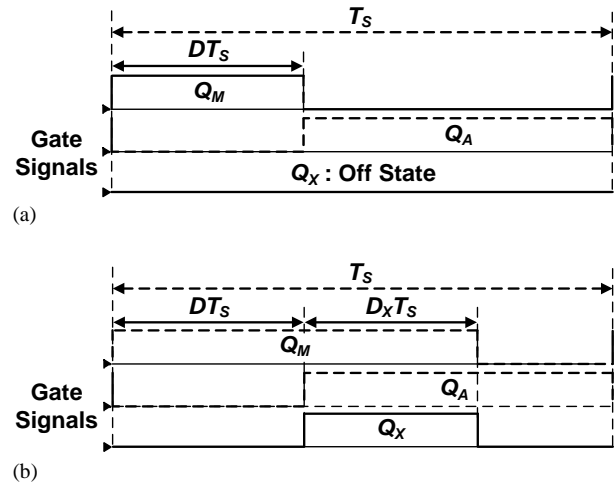 T_S
DT_S
Q_M
Gate
Signals
Q_A
Q_X : Off State
(a)
T_S
DT_S
D_XT_S
Q_M
Gate
Signals
Q_A
Q_X
(b)